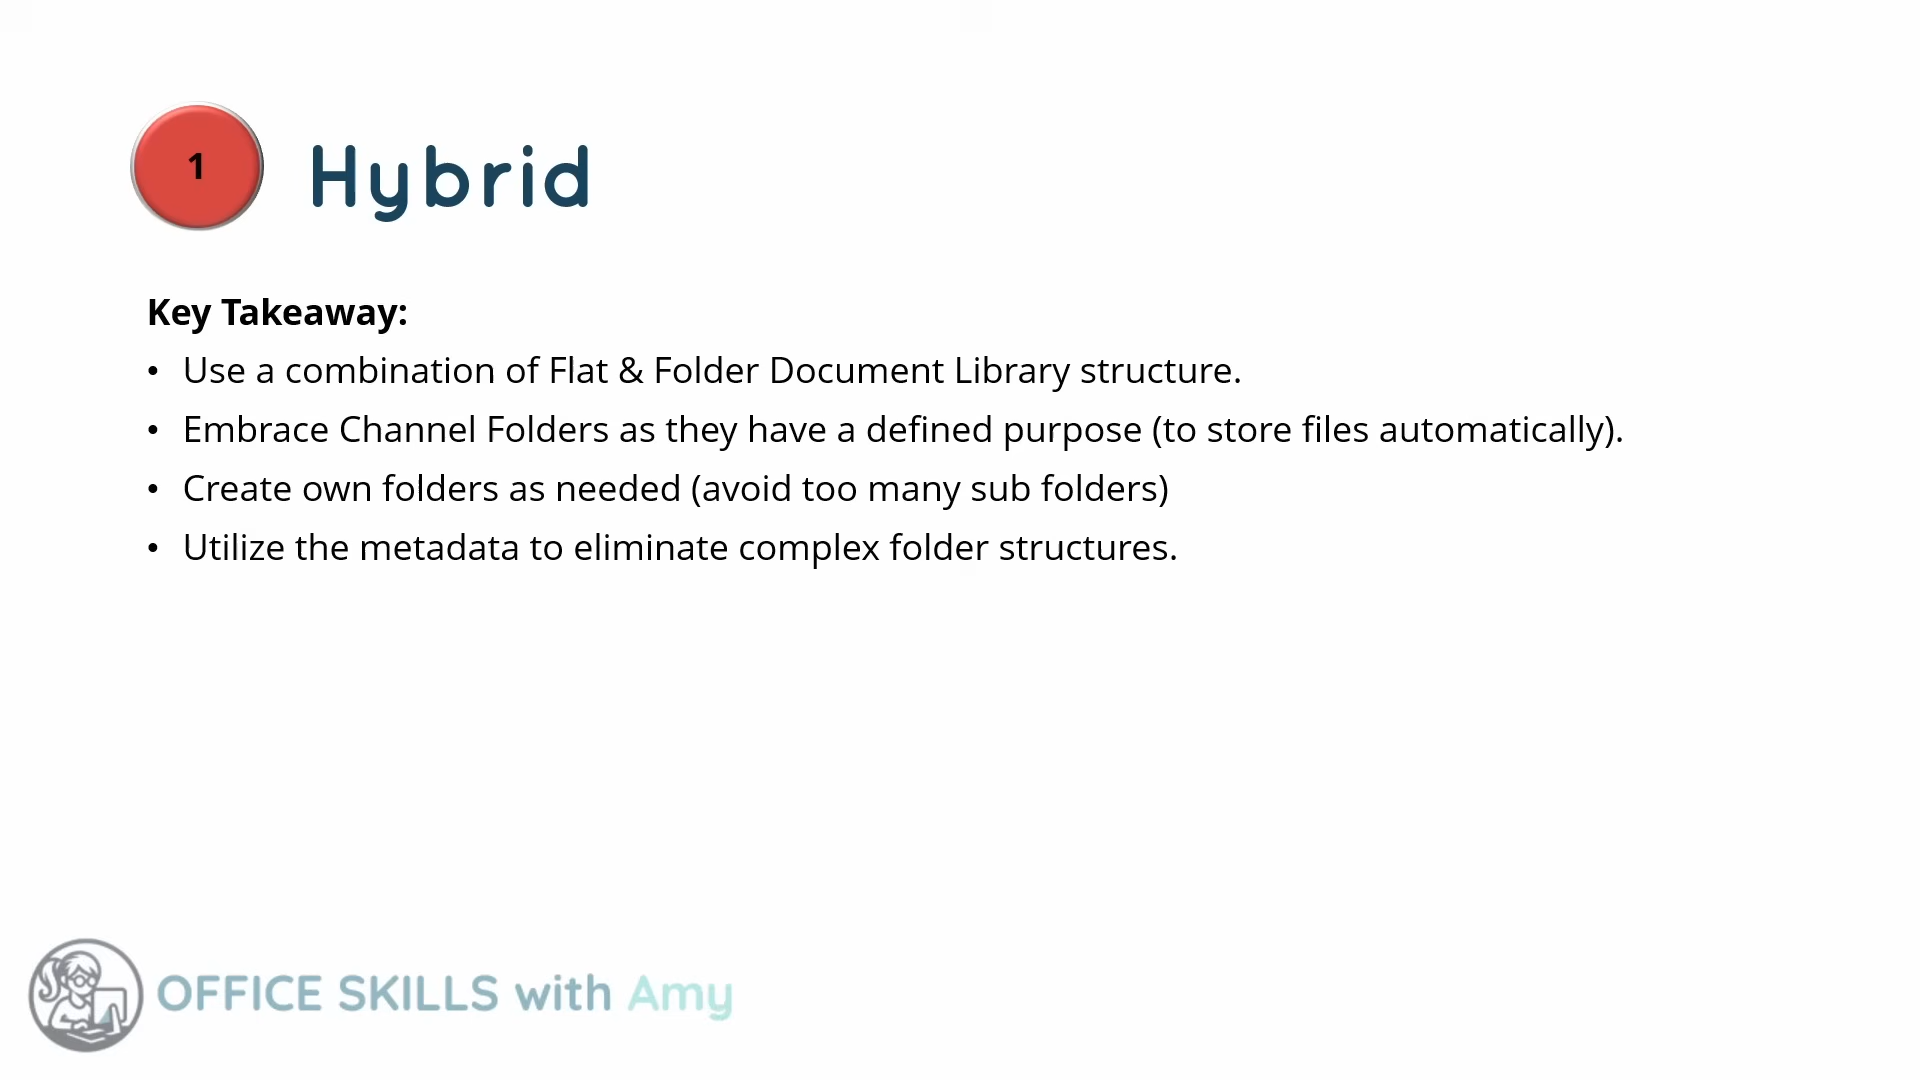 1
Hybrid
Key Takeaway:
• Use a combination of Flat & Folder Document Library structure.
• Embrace Channel Folders as they have a defined purpose (to store files automatically).
• Create own folders as needed (avoid too many sub folders)
• Utilize the metadata to eliminate complex folder structures.
OFFICE SKILLS with Amy